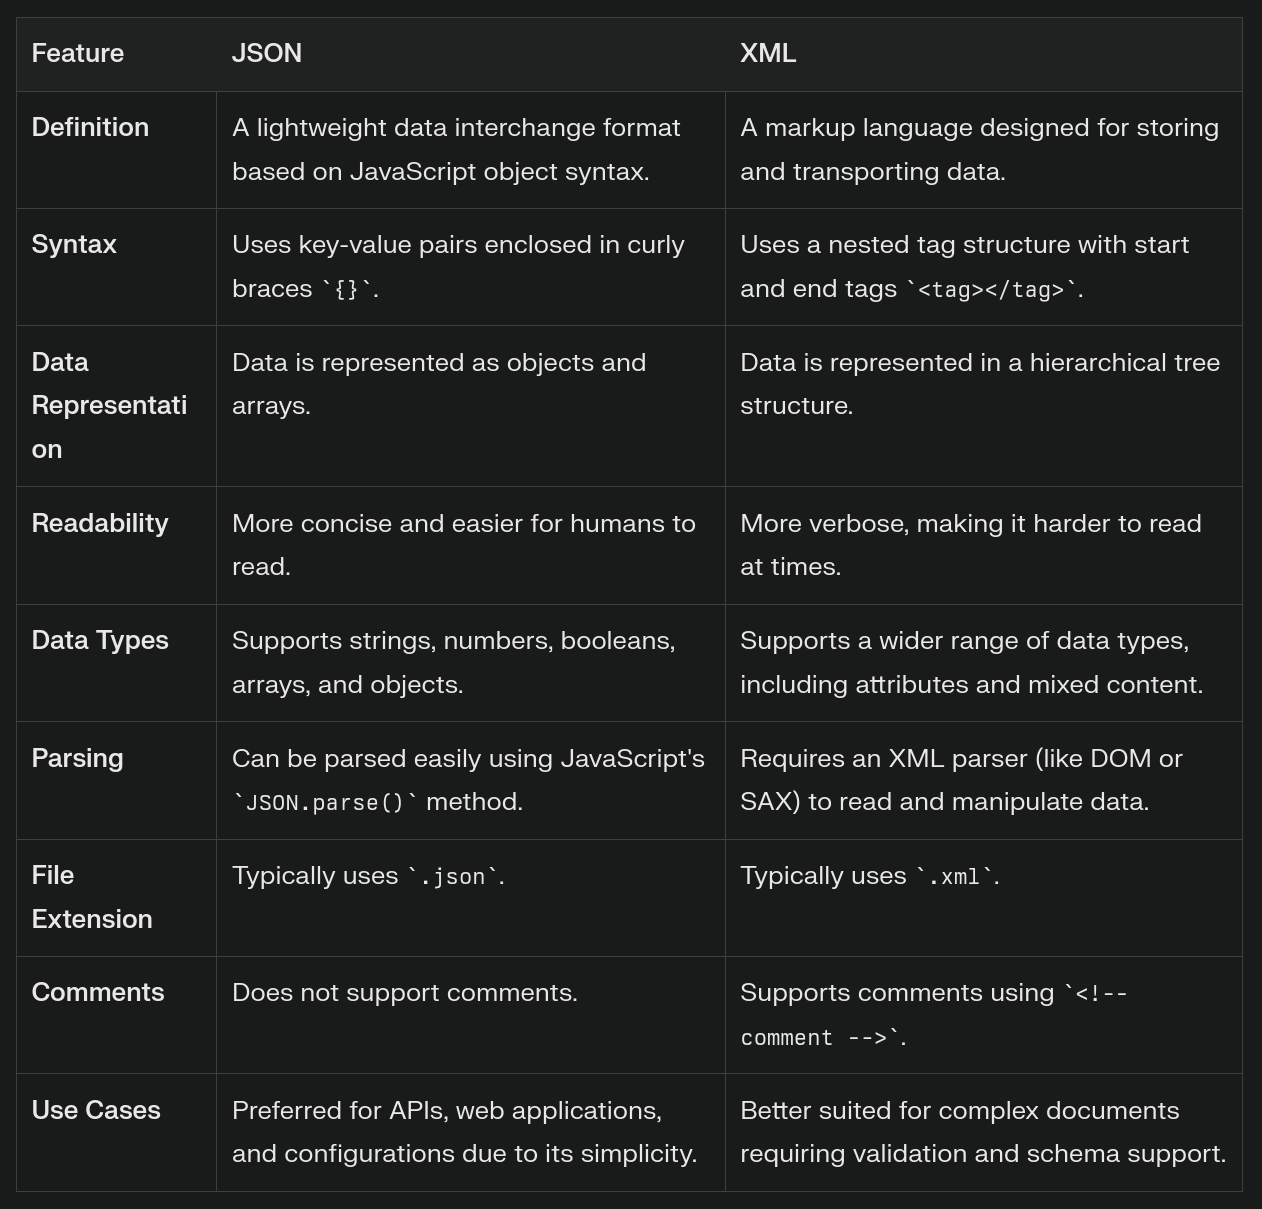 Feature JSON XML
Definition
A lightweight data interchange format
based on JavaScript object syntax.
A markup language designed for storing
and transporting data.
Syntax
Uses key-value pairs enclosed in curly
braces `{}`.
Uses a nested tag structure with start
and end tags `<tag></tag>`.
Data
Representati
on
Data is represented as objects and
arrays.
Data is represented in a hierarchical tree
structure.
Readability
More concise and easier for humans to
read.
More verbose, making it harder to read
at times.
Data Types
Supports strings, numbers, booleans,
arrays, and objects.
Supports a wider range of data types,
including attributes and mixed content.
Parsing
Can be parsed easily using JavaScript's
`JSON.parse()` method.
Requires an XML parser (like DOM or
SAX) to read and manipulate data.
File
Extension
Typically uses `.json`.
Typically uses `.xml`.
Comments
Does not support comments.
Supports comments using `<!--
comment -->`.
Use Cases
Preferred for APIs, web applications,
and configurations due to its simplicity.
Better suited for complex documents
requiring validation and schema support.